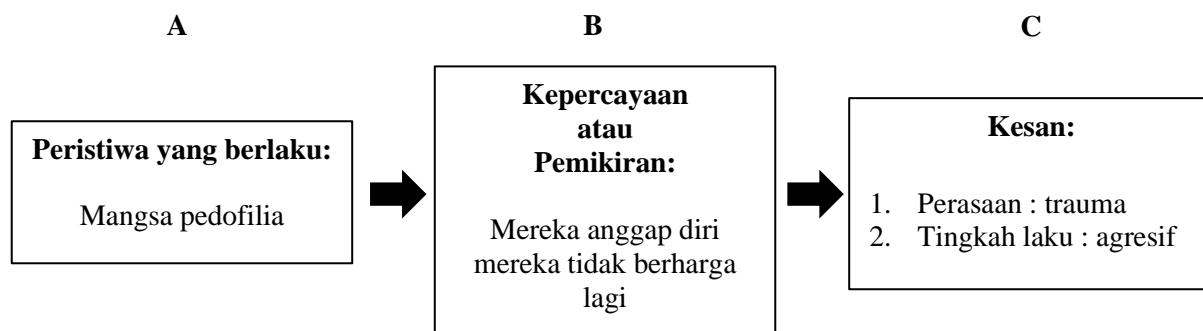 A
B
C
Peristiwa yang berlaku:
Mangsa pedofilia
Kepercayaan
atau
Pemikiran:
Mereka anggap diri
mereka tidak berharga
lagi
Kesan:
1. Perasaan : trauma
2. Tingkah laku : agresif